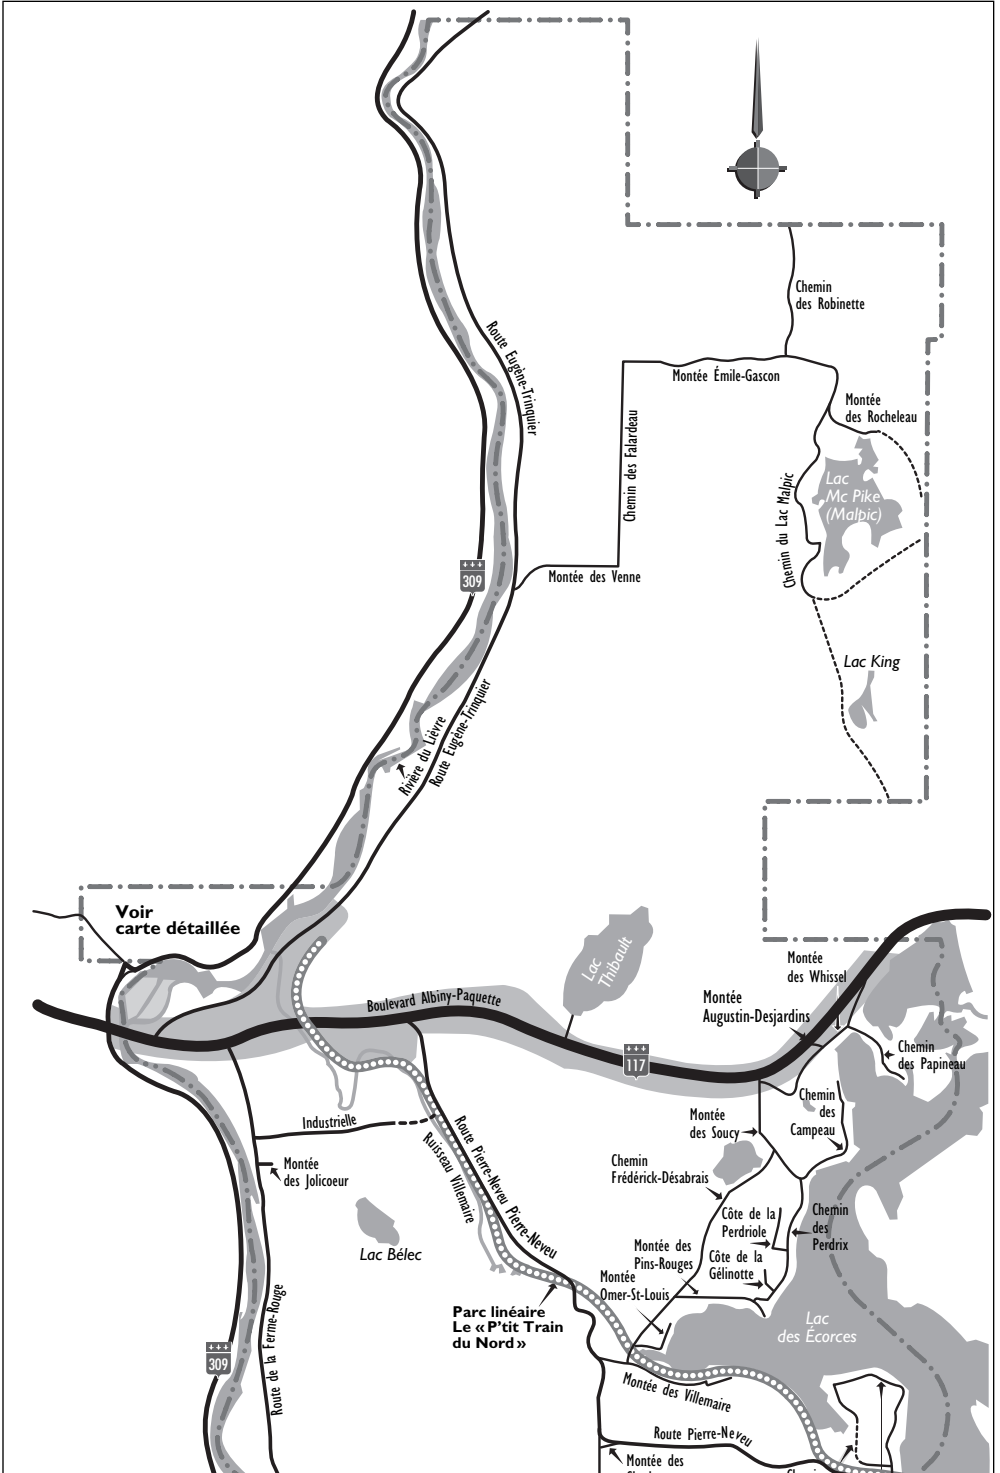 Chemin
des Robinette
Route Eugène-Trinquier
Montée Émile-Gascon
Montée
des Rocheleau
Chemin des Falardeau
Lac
Mc Pike
(Malpic)
Chemin du Lac Malpic
309
Montée des Venne
Lac King
Rivière du Lièvre
Route Eugène-Trinquier
Voir
carte détaillée
Lac
Thibault
Montée
des Whissel
Boulevard Albiny-Paquette
Montée
Augustin-Desjardins
117
Chemin
des Papineau
Chemin
des
Campeau
Montée
des Soucy
Industrielle
Route Pierre-Neveu
Ruisseau Villemaire
Montée
des Jolicoeur
Chemin
Frédérick-Désabrais
Côte de la
Perdriole
Chemin
des
Perdrix
Pierre-Neveu
Lac Bélec
Montée des
Pins-Rouges
Côte de la
Gélinotte
Montée
Omer-St-Louis
Parc linéaire
Le « P'tit Train
du Nord »
Lac
des Écorces
Route de la Ferme-Rouge
309
Montée des Villemaire
Route Pierre-Neveu
Montée des